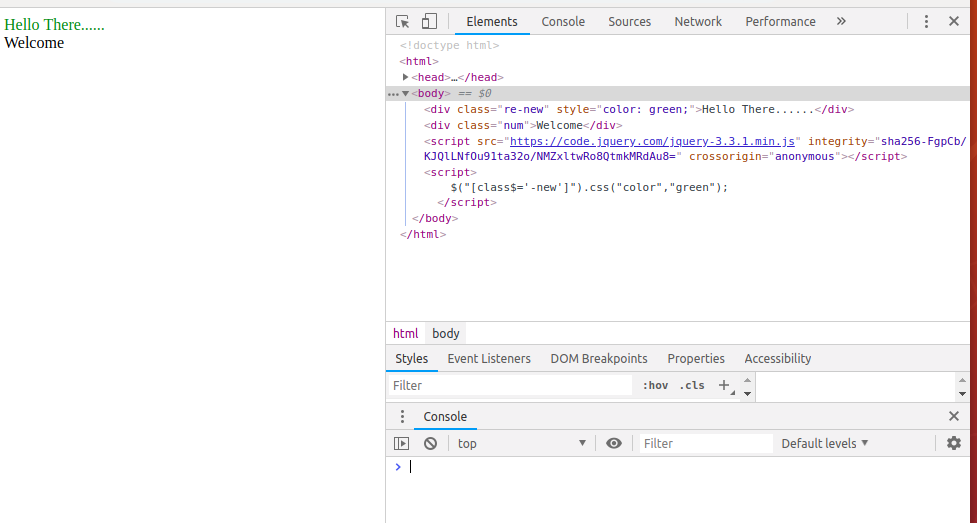 Hello There......
Welcome
Elements Console Sources Network Performance »
<!doctype html>
<html>
<head>…</head>
<body> == $0
<div class="re-new" style="color: green;">Hello There......</div>
<div class="num">Welcome</div>
<script src="https://code.jquery.com/jquery-3.3.1.min.js" integrity="sha256-FgpCb/
KJQlLNfOu91ta32o/NMZxltwRo8QtmkMRdAu8=" crossorigin="anonymous"></script>
<script>
$("[class$='-new']").css("color","green");
</script>
</body>
</html>
html body
Styles Event Listeners DOM Breakpoints Properties Accessibility
Filter :hov .cls +
Console
top Filter Default levels
>